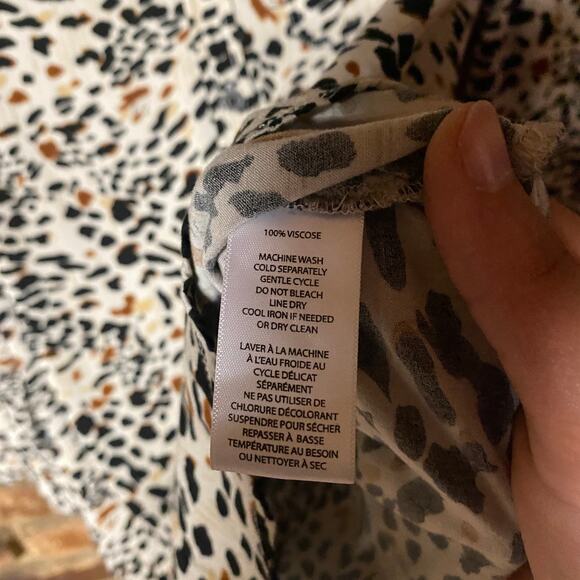 100% VISCOSE
MACHINE WASH
COLD SEPARATELY
GENTLE CYCLE
DO NOT BLEACH
LINE DRY
COOL IRON IF NEEDED
OR DRY CLEAN
LAVER À LA MACHINE
À L'EAU FROIDE AU
CYCLE DÉLICAT
SÉPARÉMENT
NE PAS UTILISER DE
CHLORURE DÉCOLORANT
SUSPENDRE POUR SÉCHER
REPASSER À BASSE
TEMPÉRATURE AU BESOIN
OU NETTOYER À SEC